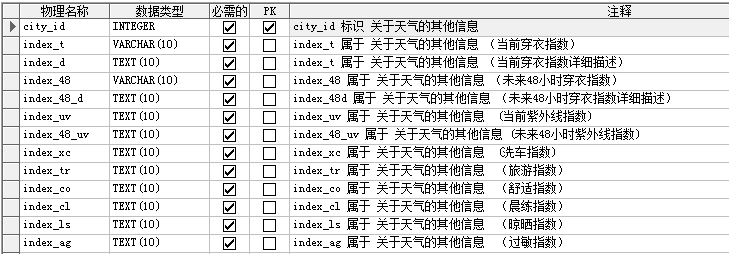 物理名称 数据类型 必需的 PK 注释
city_id INTEGER city_id 标识 关于天气的其他信息
index_t VARCHAR(10) index_t 属于 关于天气的其他信息 （当前穿衣指数）
index_d TEXT(10) index_t 属于 关于天气的其他信息 （当前穿衣指数详细描述）
index_48 VARCHAR(10) index_48 属于 关于天气的其他信息 （未来48小时穿衣指数）
index_48_d TEXT(10) index_48d 属于 关于天气的其他信息 （未来48小时穿衣指数详细描述）
index_uv TEXT(10) index_uv 属于 关于天气的其他信息 （当前紫外线指数）
index_48_uv TEXT(10) index_48_uv 属于 关于天气的其他信息 （未来48小时紫外线指数）
index_xc TEXT(10) index_xc 属于 关于天气的其他信息 （洗车指数）
index_tr TEXT(10) index_tr 属于 关于天气的其他信息 （旅游指数）
index_co TEXT(10) index_co 属于 关于天气的其他信息 （舒适指数）
index_cl TEXT(10) index_cl 属于 关于天气的其他信息 （晨练指数）
index_ls TEXT(10) index_ls 属于 关于天气的其他信息 （晾晒指数）
index_ag TEXT(10) index_ag 属于 关于天气的其他信息 （过敏指数）